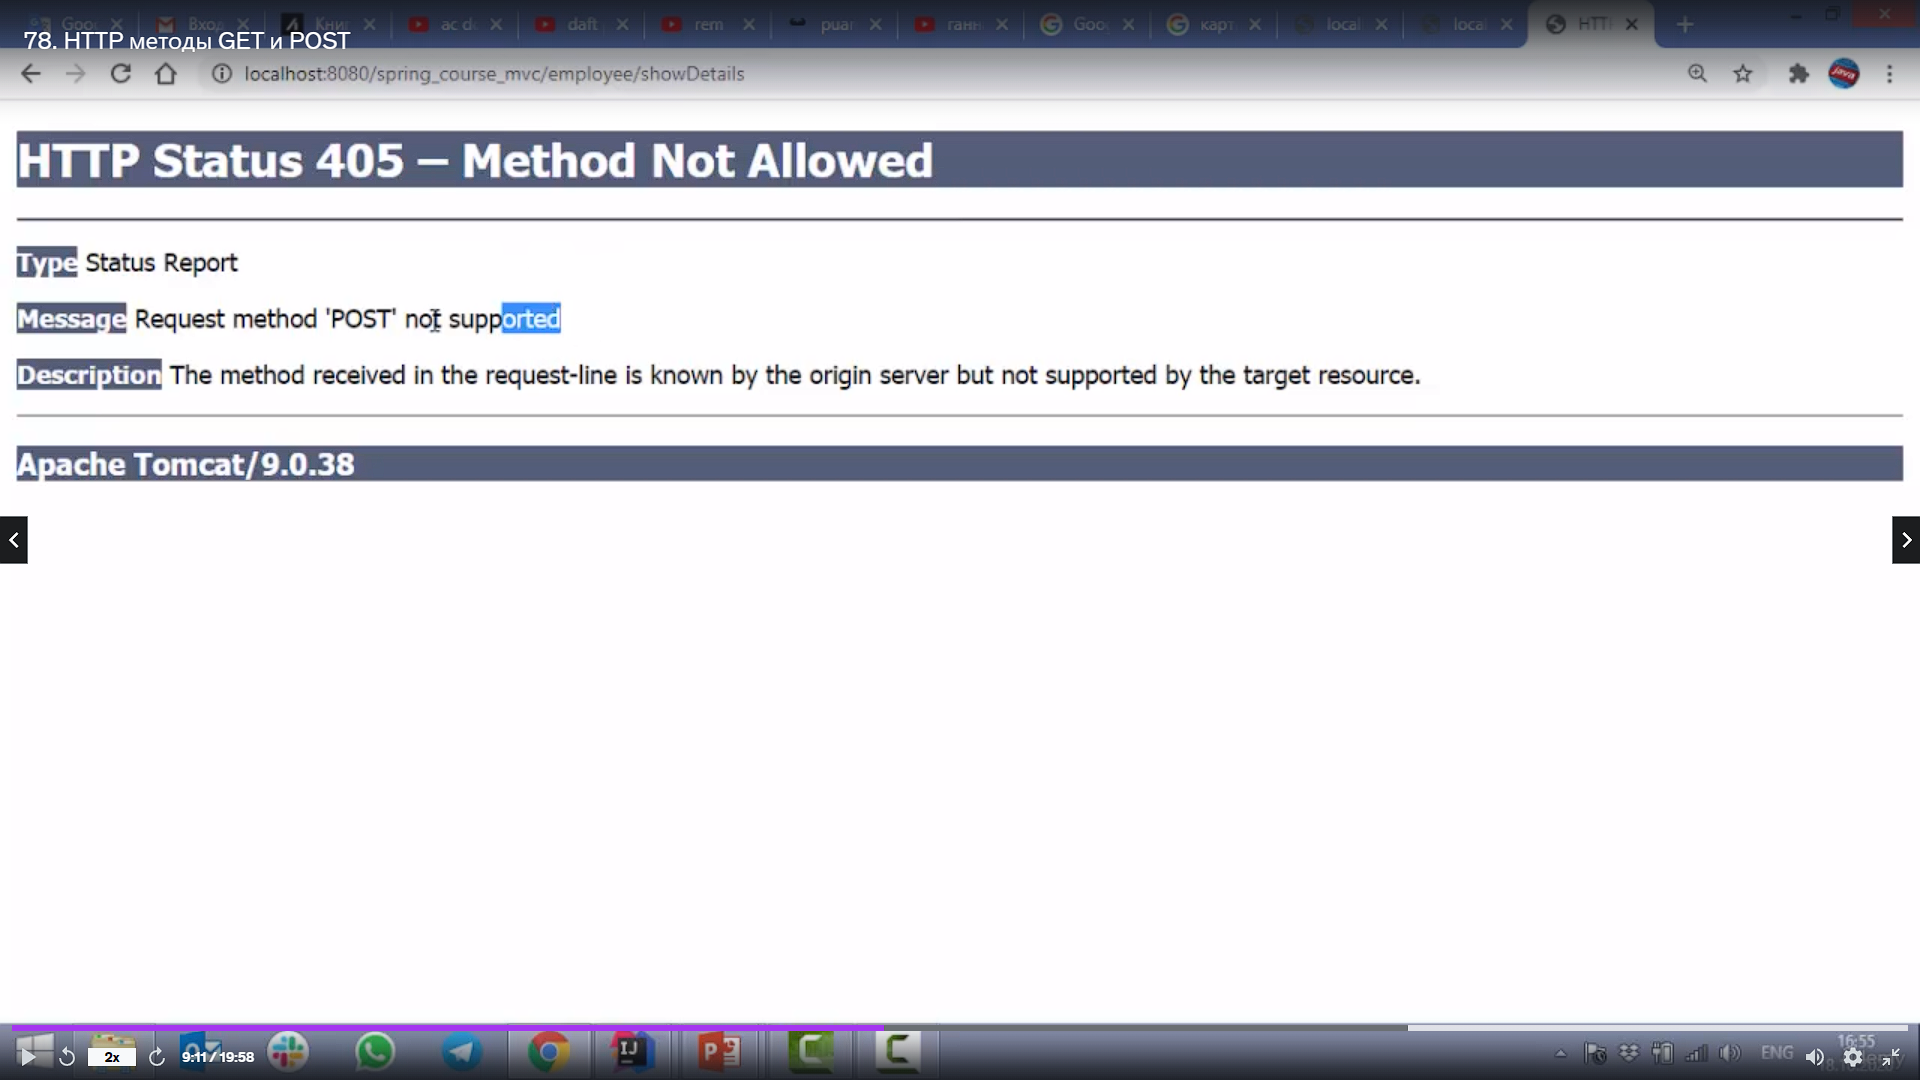 Goo
Вход
Книг
ac d
daft
rem
puar
ганн
Goo
карт
local
local
HTT
78. HTTP методы GET и POST
localhost:8080/spring_course_mvc/employee/showDetails
HTTP Status 405 – Method Not Allowed
Type Status Report
Message Request method 'POST' not supported
Description The method received in the request-line is known by the origin server but not supported by the target resource.
Apache Tomcat/9.0.38
2x
9:11 / 19:58
ENG
16:55